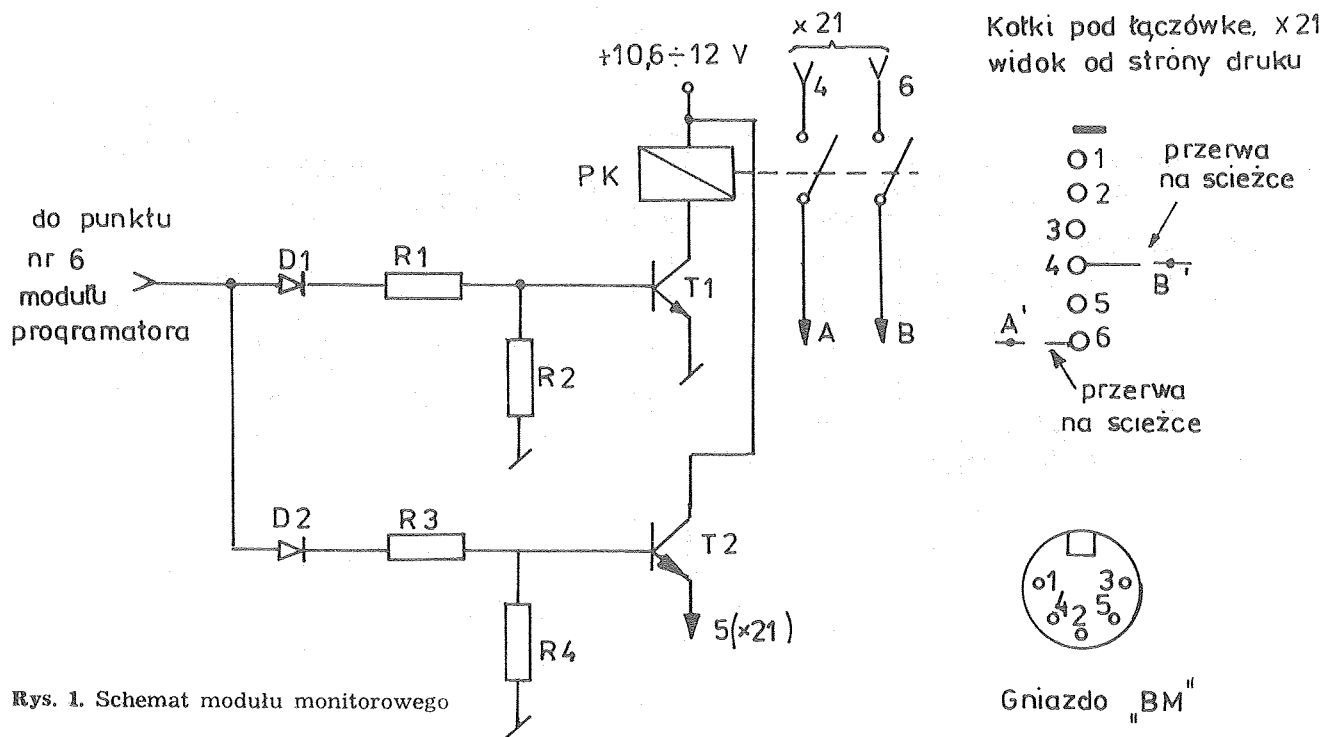 x 21
+10,6÷12 V
4
6
PK
do punktu
nr 6
modułu
proqramatora
D1
R1
T1
R2
A
B
D2
R3
T2
R4
5(x21)
Rys. 1. Schemat modułu monitorowego
Kołki pod łączówke, X 21
widok od strony druku
1
2
3
4
5
6
przerwa
na scieżce
B'
A'
przerwa
na scieżce
1
3
4
5
2
Gniazdo „BM"